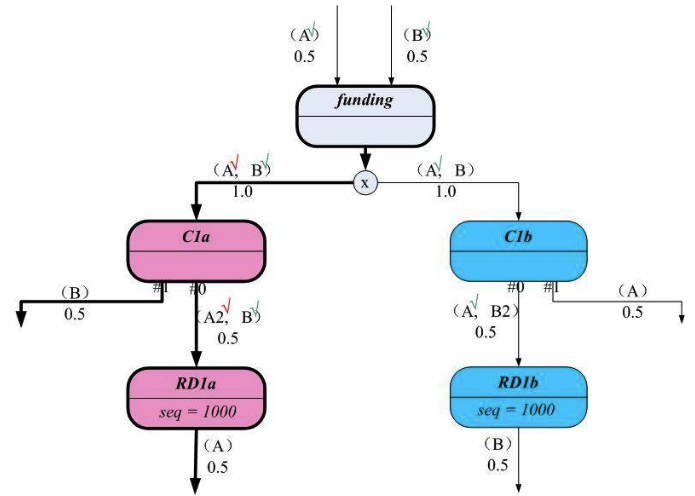 (A√)
0.5
(B√)
0.5
funding
(A√, B√)
1.0
x
(A√, B)
1.0
C1a
C1b
#1
#0
#0
#1
(B)
0.5
(A2√, B√)
0.5
(A√, B2)
0.5
(A)
0.5
RD1a
seq = 1000
RD1b
seq = 1000
(A)
0.5
(B)
0.5